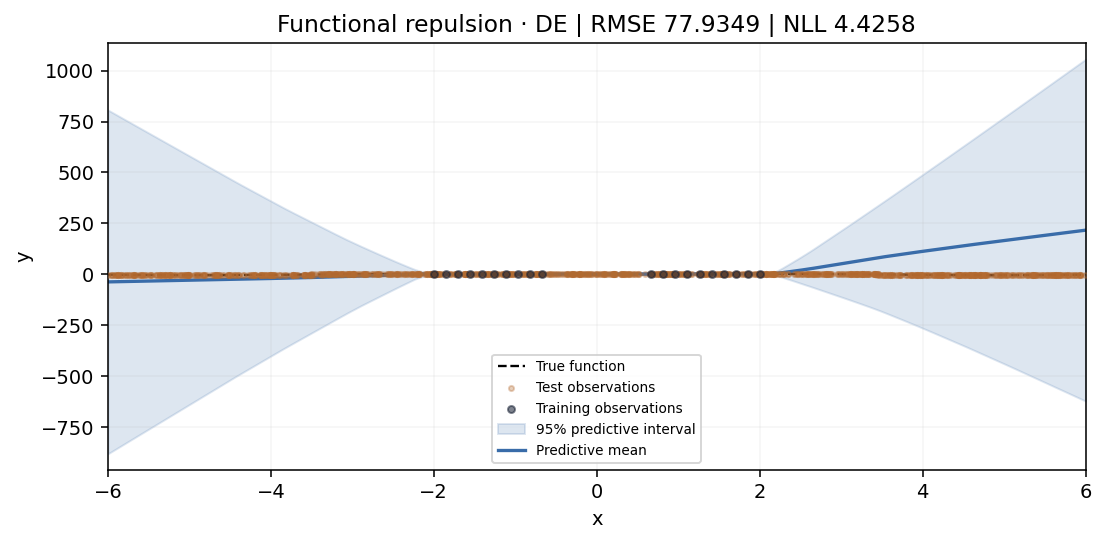 Functional repulsion · DE | RMSE 77.9349 | NLL 4.4258
1000
750
500
250
0
−250
−500
−750
y
True function
Test observations
Training observations
95% predictive interval
Predictive mean
−6 −4 −2 0 2 4 6
x